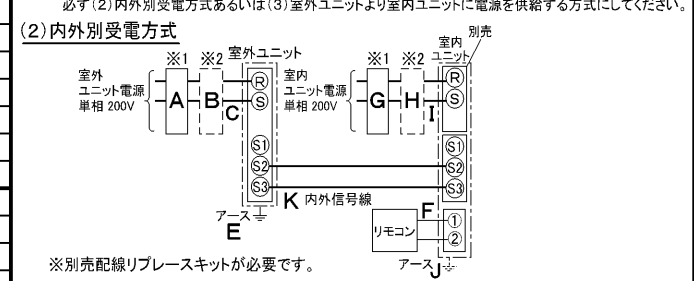 必ず(2)内外別受電方式あるいは(3)室外ユニットより室内ユニットに電源を供給する方式にしてください。
(2)内外別受電方式
※1 ※2 室外ユニット
室外
ユニット電源
単相 200V
A B C
R
S
S1
S2
S3
アース
E
※1 ※2 室内
ユニット
別売
室内
ユニット電源
単相 200V
G H I
R
S
S1
S2
S3
K 内外信号線
リモコン
F
①
②
アース J
※別売配線リプレースキットが必要です。